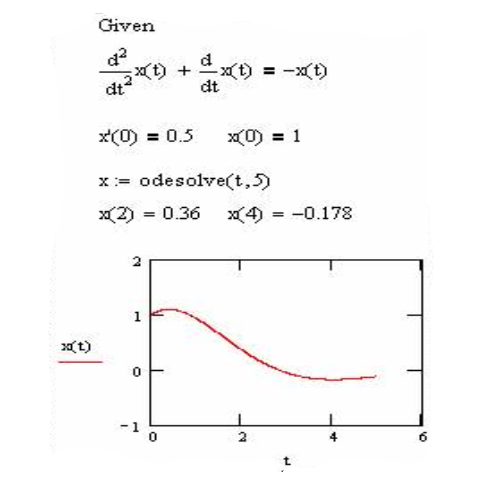 Given
d²/dt² x(t) + d/dt x(t) = -x(t)
x'(0) = 0.5 x(0) = 1
x := odesolve(t,5)
x(2) = 0.36 x(4) = -0.178
2
1
x(t)
0
-1
0 2 4 6
t